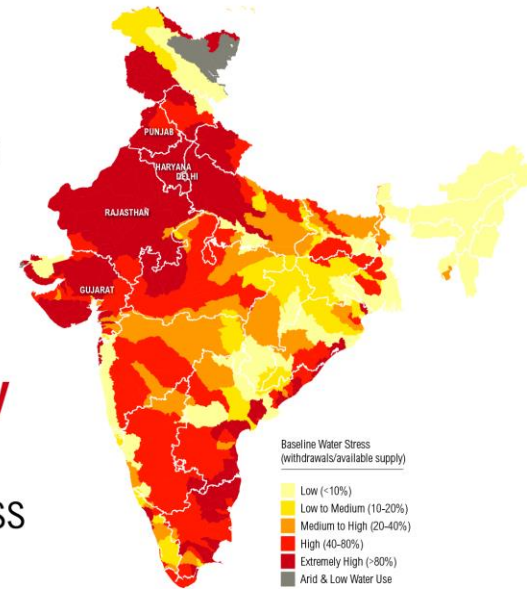 PUNJAB
HARYANA
DELHI
RAJASTHAN
GUJARAT
Baseline Water Stress
(withdrawals/available supply)
Low (<10%)
Low to Medium (10-20%)
Medium to High (20-40%)
High (40-80%)
Extremely High (>80%)
Arid & Low Water Use